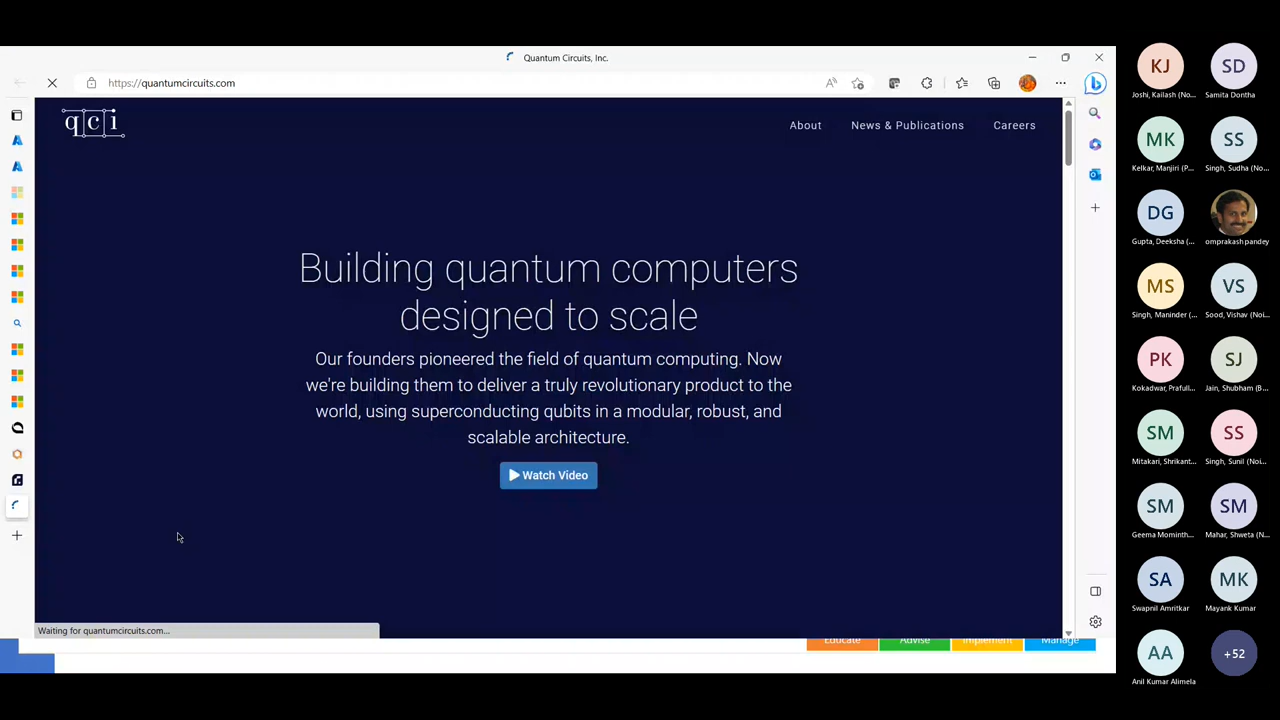 Quantum Circuits, Inc.
https://quantumcircuits.com
qci
About
News & Publications
Careers
Building quantum computers
designed to scale
Our founders pioneered the field of quantum computing. Now
we're building them to deliver a truly revolutionary product to the
world, using superconducting qubits in a modular, robust, and
scalable architecture.
Watch Video
Waiting for quantumcircuits.com...
Educate
Advise
Implement
Manage
KJ
SD
Joshi, Kailash (No...
Samita Dontha
MK
SS
Kelkar, Manjiri (P...
Singh, Sudha (No...
DG
Gupta, Deeksha (...
omprakash pandey
MS
VS
Singh, Maninder (...
Sood, Vishav (Noi...
PK
SJ
Kokadwar, Prafull...
Jain, Shubham (B...
SM
SS
Mitakari, Shrikant...
Singh, Sunil (Noi...
SM
SM
Geema Mominth...
Mahar, Shweta (N...
SA
MK
Swapnil Amritkar
Mayank Kumar
AA
+52
Anil Kumar Alimela